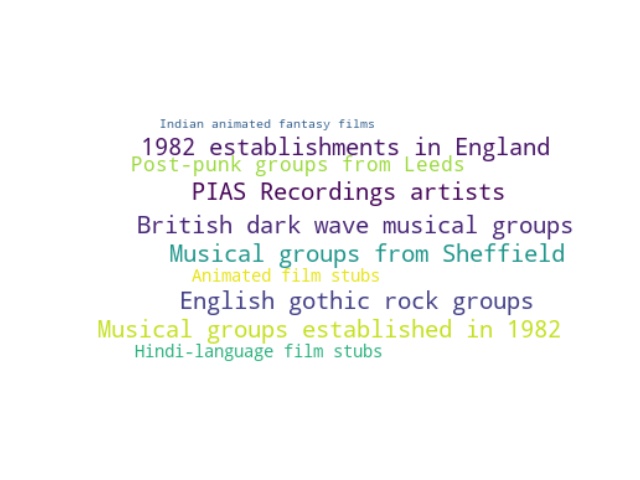 Indian animated fantasy films
1982 establishments in England
Post-punk groups from Leeds
PIAS Recordings artists
British dark wave musical groups
Musical groups from Sheffield
Animated film stubs
English gothic rock groups
Musical groups established in 1982
Hindi-language film stubs